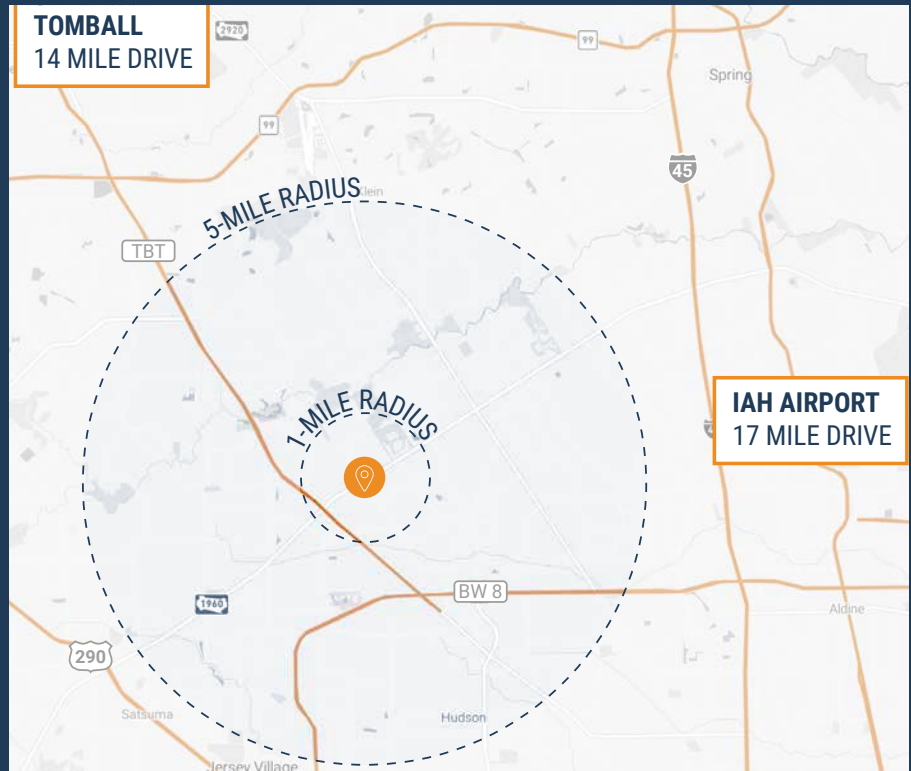 TOMBALL
14 MILE DRIVE
2920
99
Spring
99
45
5-MILE RADIUS
Klein
TBT
1-MILE RADIUS
IAH AIRPORT
17 MILE DRIVE
BW 8
1960
Aldine
290
Satsuma
Hudson
Jersey Village